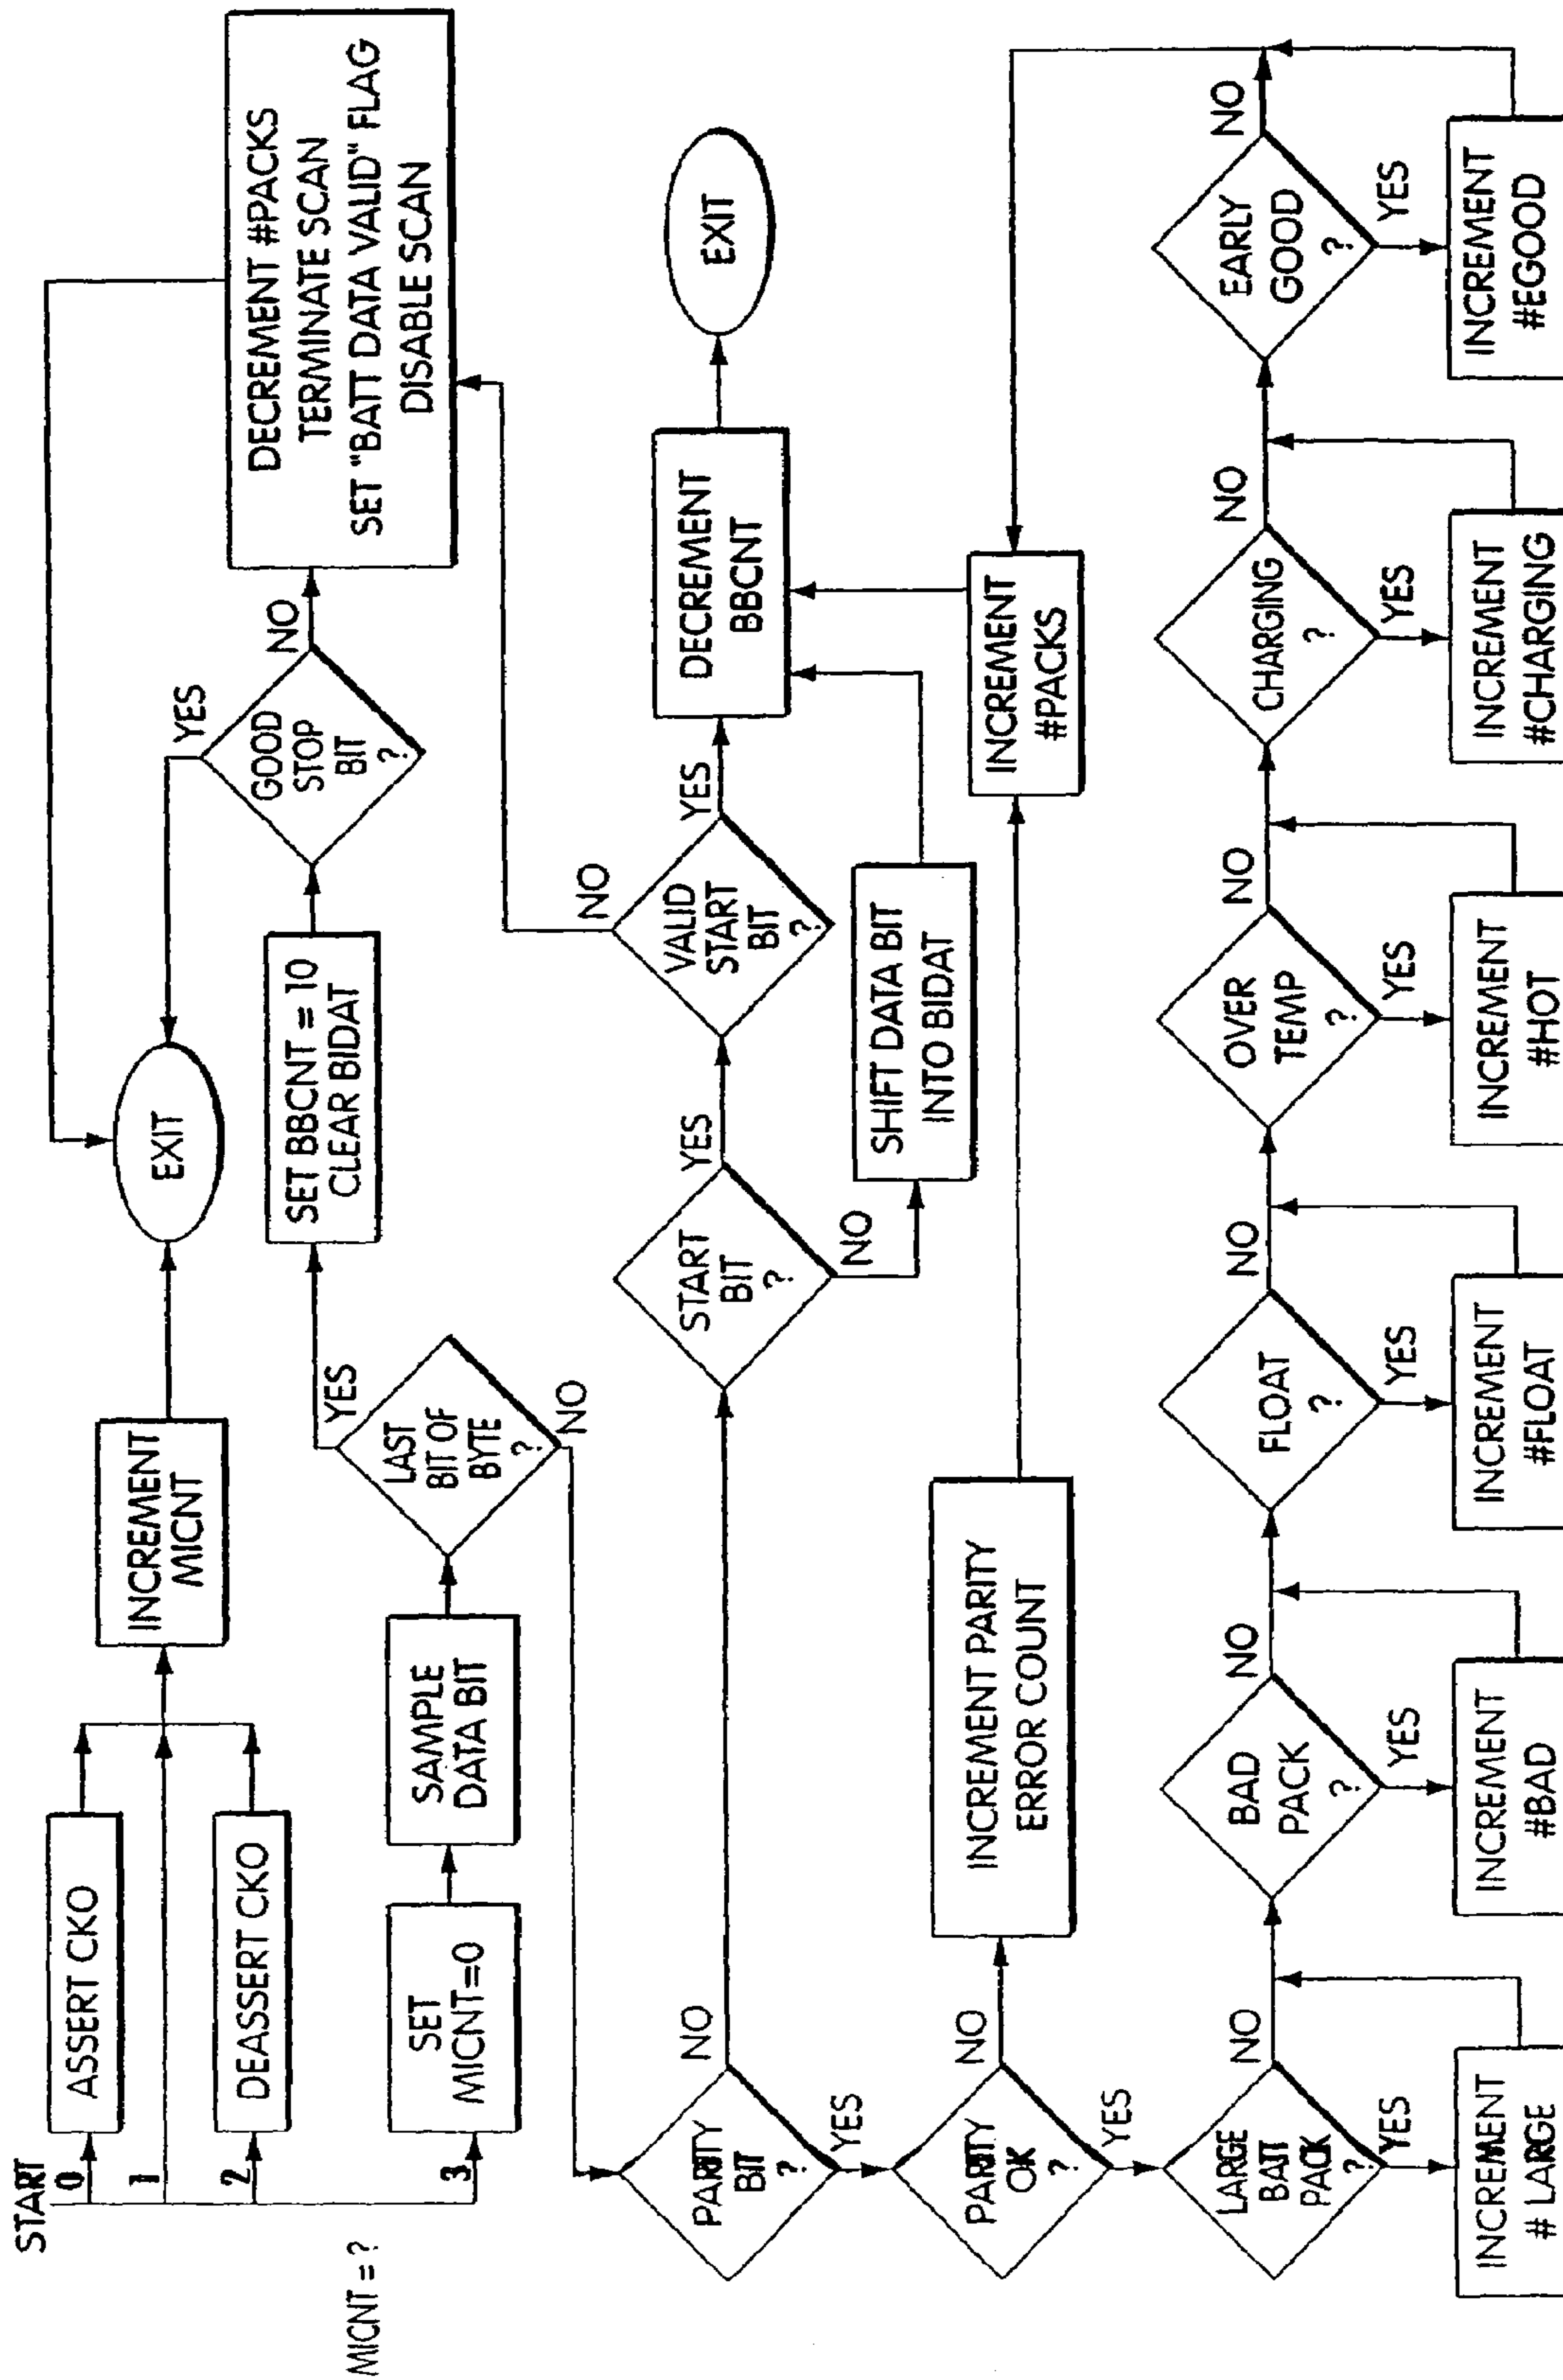 START
MICNT = ?
0
ASSERT CKO
1
2
DEASSERT CKO
3
SET
MICNT=0
INCREMENT
MICNT
EXIT
SAMPLE
DATA BIT
LAST
BIT OF
BYTE
?
YES
NO
SET BBCNT = 10
CLEAR BIDAT
GOOD
STOP
BIT
?
YES
NO
DECREMENT #PACKS
TERMINATE SCAN
SET "BATT DATA VALID" FLAG
DISABLE SCAN
PARITY
BIT
?
NO
YES
START
BIT
?
YES
NO
VALID
START
BIT
?
NO
YES
DECREMENT
BBCNT
EXIT
SHIFT DATA BIT
INTO BIDAT
PARITY
OK
?
NO
YES
INCREMENT PARITY
ERROR COUNT
INCREMENT
#PACKS
LARGE
BATT
PACK
?
NO
YES
BAD
PACK
?
NO
YES
FLOAT
?
NO
YES
OVER
TEMP
?
NO
YES
CHARGING
?
NO
YES
EARLY
GOOD
?
NO
YES
INCREMENT
# LARGE
INCREMENT
#BAD
INCREMENT
#FLOAT
INCREMENT
#HOT
INCREMENT
#CHARGING
INCREMENT
#EGOOD